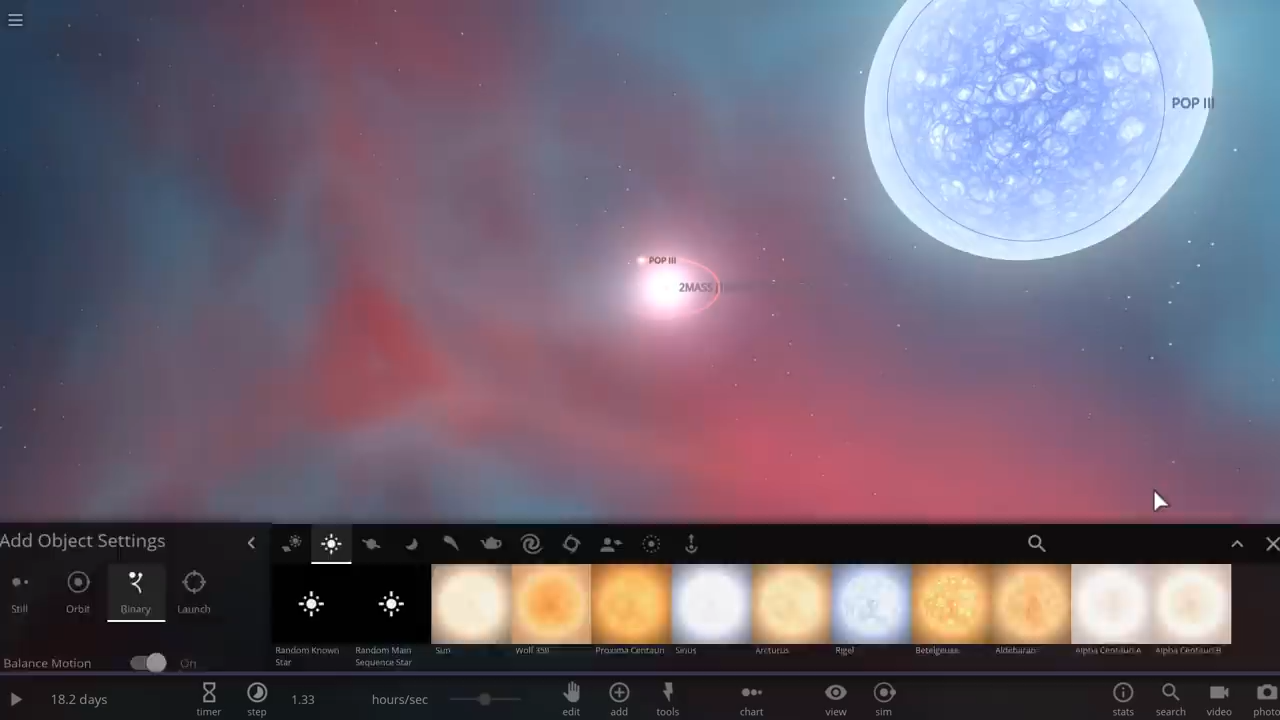 POP III
POP III
2MASS J
Add Object Settings
Still
Orbit
Binary
Launch
Balance Motion
On
Random Known Star
Random Main Sequence Star
Sun
Wolf 359
Proxima Centauri
Sirius
Arcturus
Rigel
Betelgeuse
Aldebaran
Alpha Centauri A
Alpha Centauri B
18.2 days
timer
step
1.33
hours/sec
edit
add
tools
chart
view
sim
stats
search
video
photo